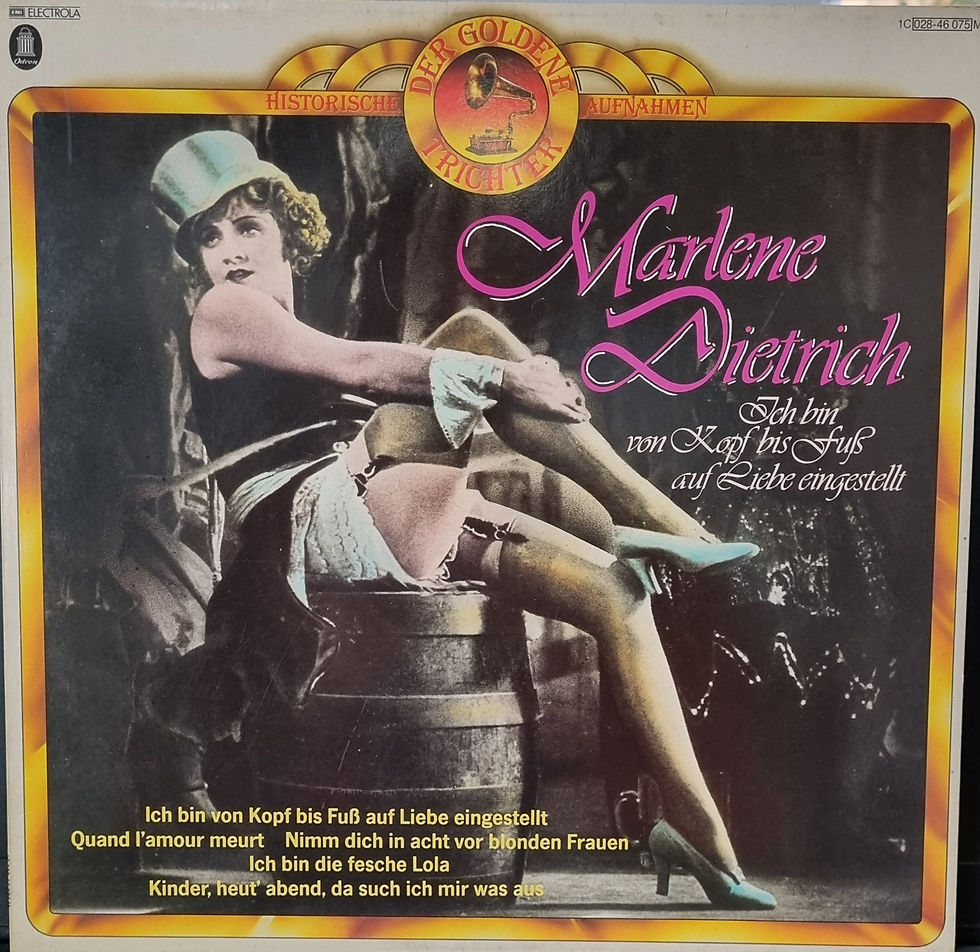 EMI ELECTROLA
Odeon
1C 028-46 075 M
DER GOLDENE
TRICHTER
HISTORISCHE AUFNAHMEN
Marlene
Dietrich
Ich bin
von Kopf bis Fuß
auf Liebe eingestellt
Ich bin von Kopf bis Fuß auf Liebe eingestellt
Quand l'amour meurt Nimm dich in acht vor blonden Frauen
Ich bin die fesche Lola
Kinder, heut' abend, da such ich mir was aus